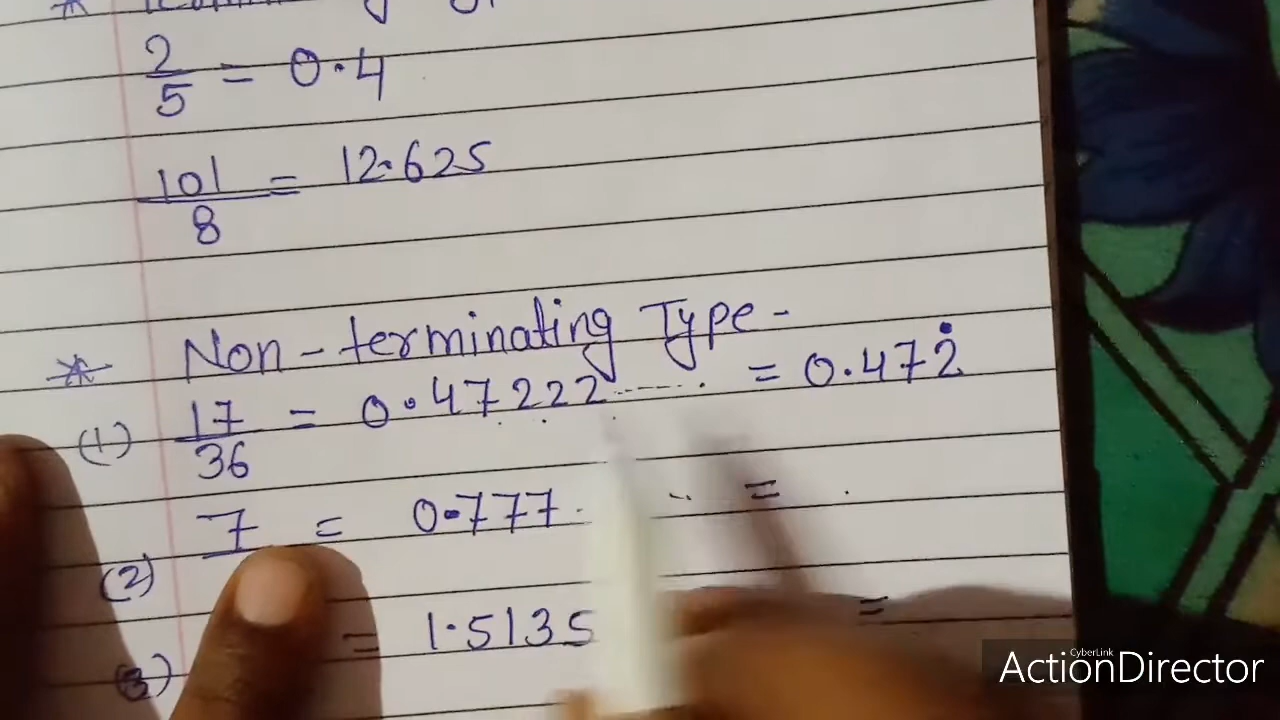 2/5 = 0.4
101/8 = 12.625
* Non-terminating Type -
(1) 17/36 = 0.47222------. = 0.472̇
(2) 7 = 0.777. .. = .
(3) = 1.5135 =
CyberLink
ActionDirector